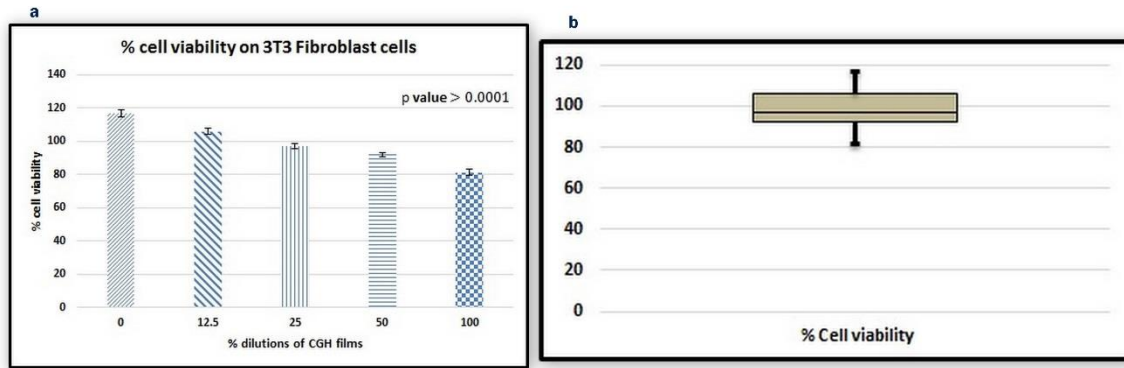 a
% cell viability on 3T3 Fibroblast cells
p value > 0.0001
140
120
100
80
60
40
20
0
% cell viability
0 12.5 25 50 100
% dilutions of CGH films
b
120
100
80
60
40
20
0
% Cell viability